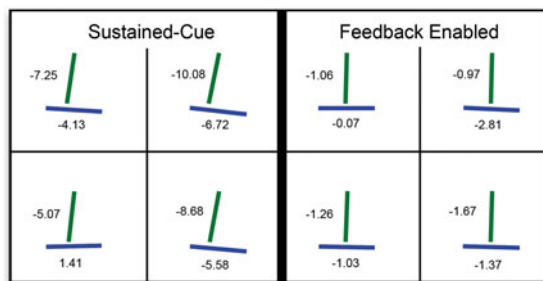 Sustained-Cue Feedback Enabled
-7.25 -10.08 -1.06 -0.97
-4.13 -6.72 -0.07 -2.81
-5.07 -8.68 -1.26 -1.67
1.41 -5.58 -1.03 -1.37